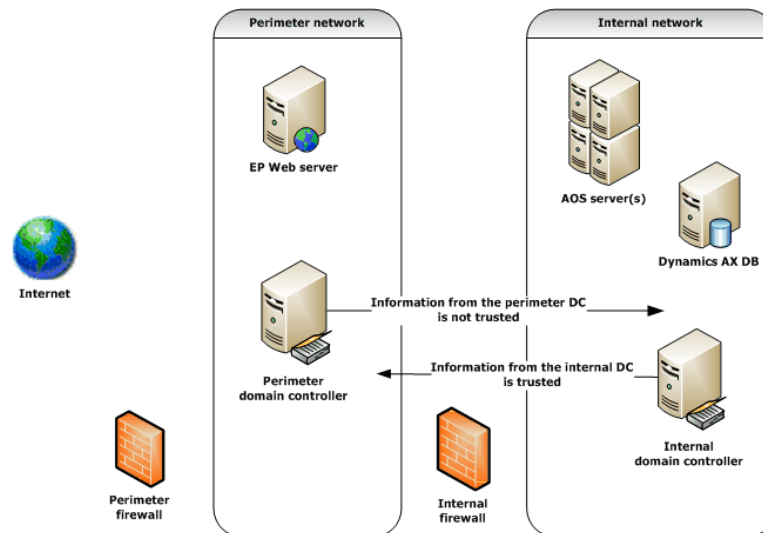 Perimeter network
Internal network
EP Web server
AOS server(s)
Dynamics AX DB
Internet
Information from the perimeter DC
is not trusted
Information from the internal DC
is trusted
Perimeter
domain controller
Internal
domain controller
Perimeter
firewall
Internal
firewall